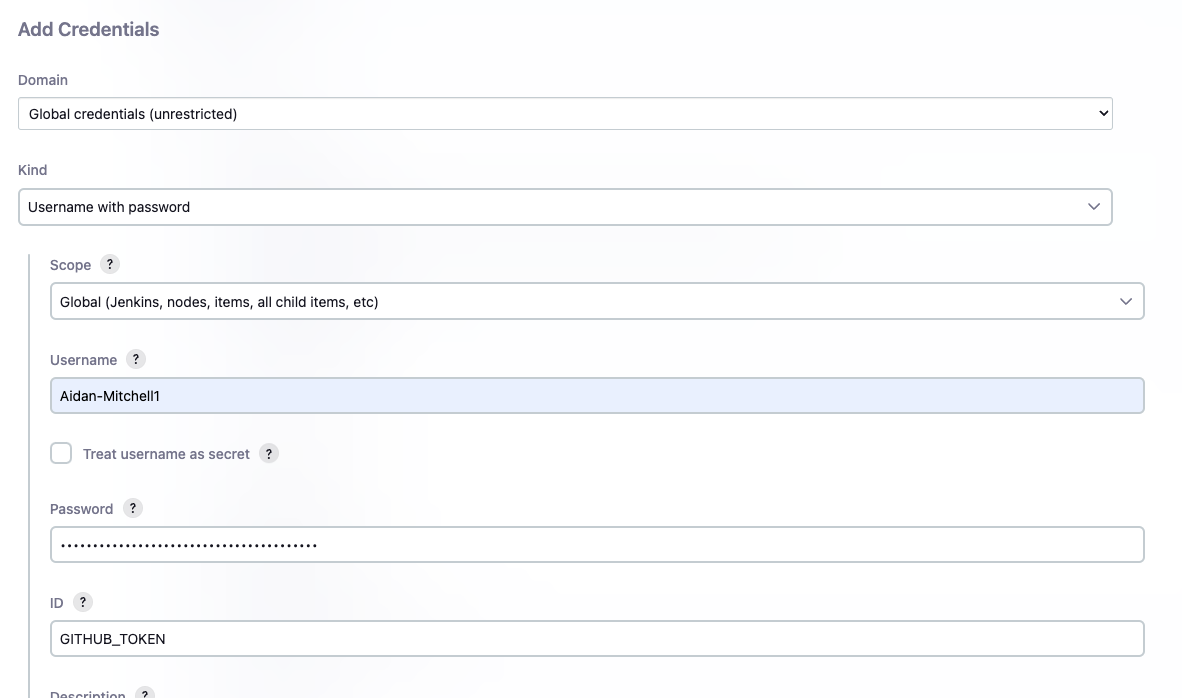 Add Credentials
Domain
Global credentials (unrestricted)
Kind
Username with password
Scope ?
Global (Jenkins, nodes, items, all child items, etc)
Username ?
Aidan-Mitchell1
Treat username as secret ?
Password ?
••••••••••••••••••••••••••••••••••••••••
ID ?
GITHUB_TOKEN
Description ?